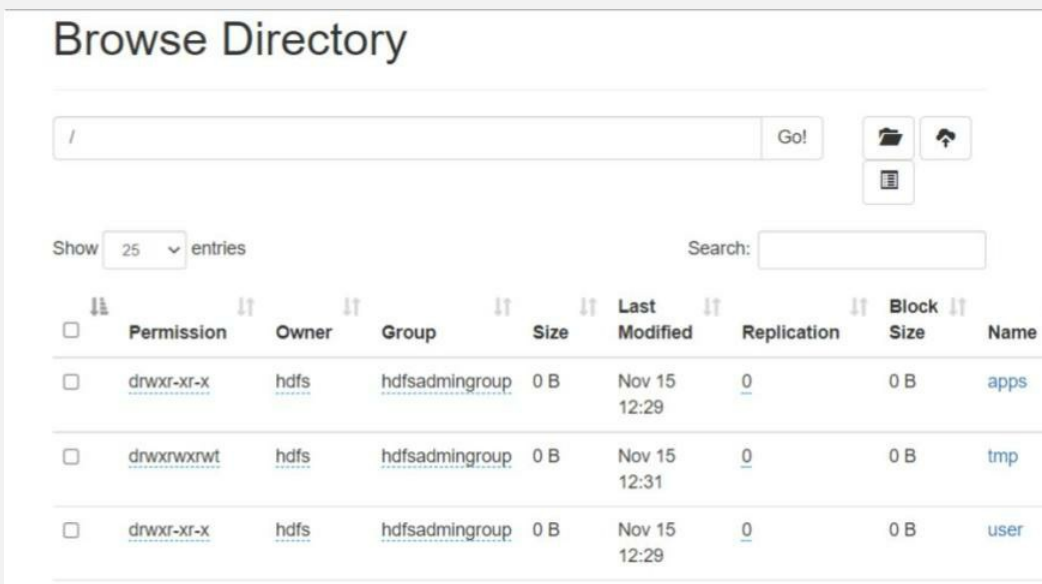 Browse Directory
/ Go!
Show 25 entries Search:
Permission Owner Group Size Last Modified Replication Block Size Name
drwxr-xr-x hdfs hdfsadmingroup 0 B Nov 15 12:29 0 0 B apps
drwxrwxrwt hdfs hdfsadmingroup 0 B Nov 15 12:31 0 0 B tmp
drwxr-xr-x hdfs hdfsadmingroup 0 B Nov 15 12:29 0 0 B user